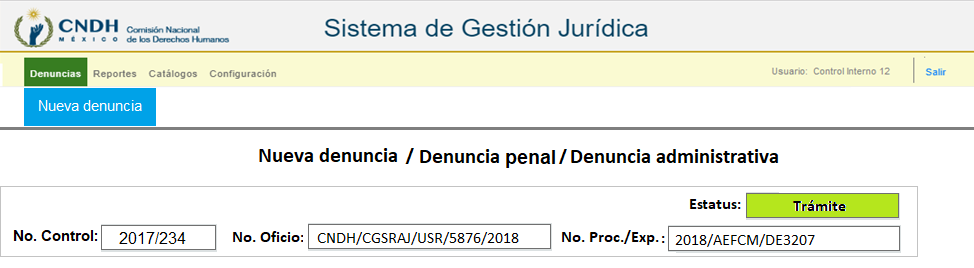 CNDH
MÉXICO
Comisión Nacional
de los Derechos Humanos
Sistema de Gestión Jurídica
Denuncias Reportes Catálogos Configuración Usuario: Control Interno 12 Salir
Nueva denuncia
Nueva denuncia / Denuncia penal / Denuncia administrativa
Estatus: Trámite
No. Control: 2017/234 No. Oficio: CNDH/CGSRAJ/USR/5876/2018 No. Proc./Exp.: 2018/AEFCM/DE3207